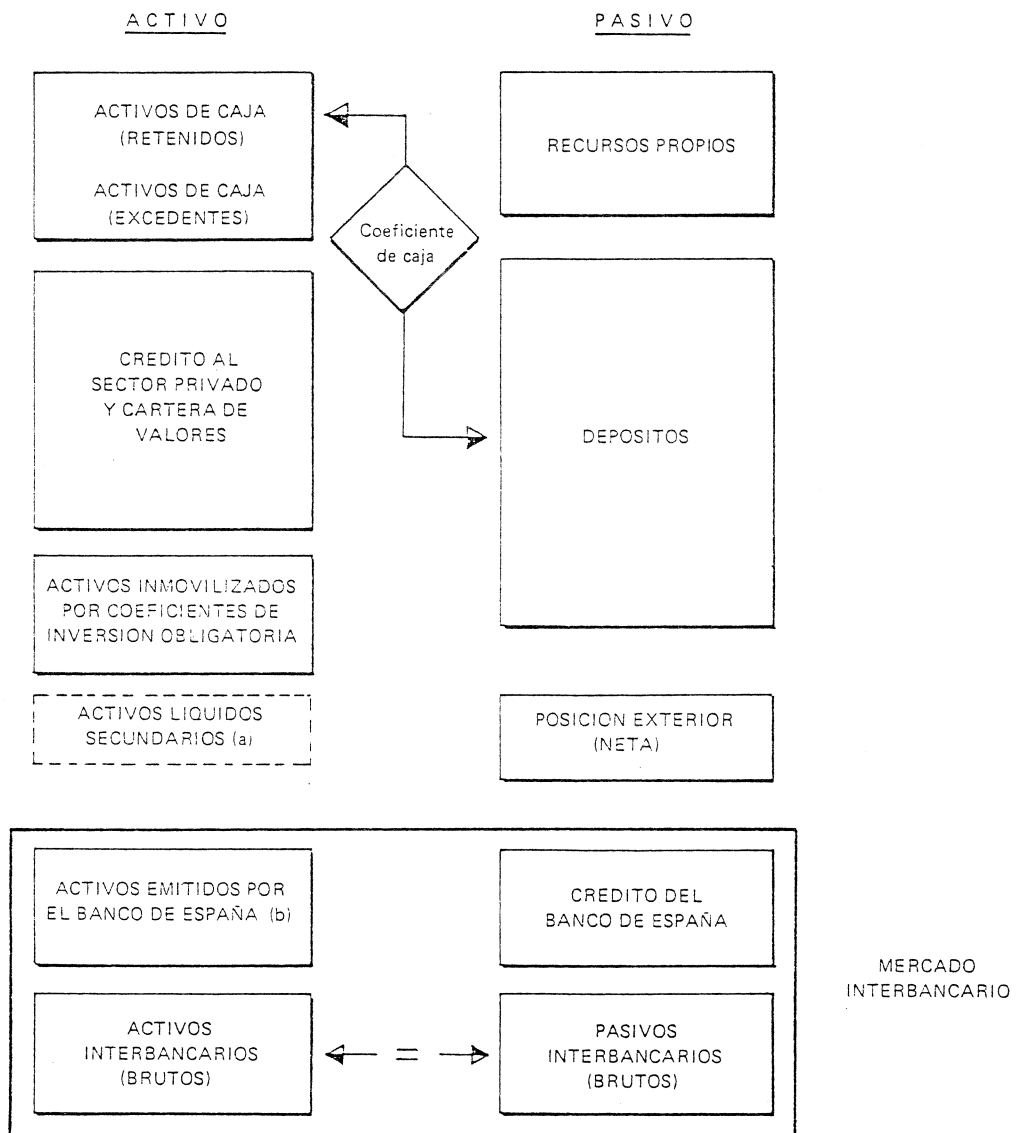 ACTIVO
PASIVO
ACTIVOS DE CAJA
(RETENIDOS)
ACTIVOS DE CAJA
(EXCEDENTES)
RECURSOS PROPIOS
Coeficiente
de caja
CREDITO AL
SECTOR PRIVADO
Y CARTERA DE
VALORES
DEPOSITOS
ACTIVOS INMOVILIZADOS
POR COEFICIENTES DE
INVERSION OBLIGATORIA
ACTIVOS LIQUIDOS
SECUNDARIOS (a)
POSICION EXTERIOR
(NETA)
ACTIVOS EMITIDOS POR
EL BANCO DE ESPAÑA (b)
CREDITO DEL
BANCO DE ESPAÑA
MERCADO
INTERBANCARIO
ACTIVOS
INTERBANCARIOS
(BRUTOS)
=
PASIVOS
INTERBANCARIOS
(BRUTOS)